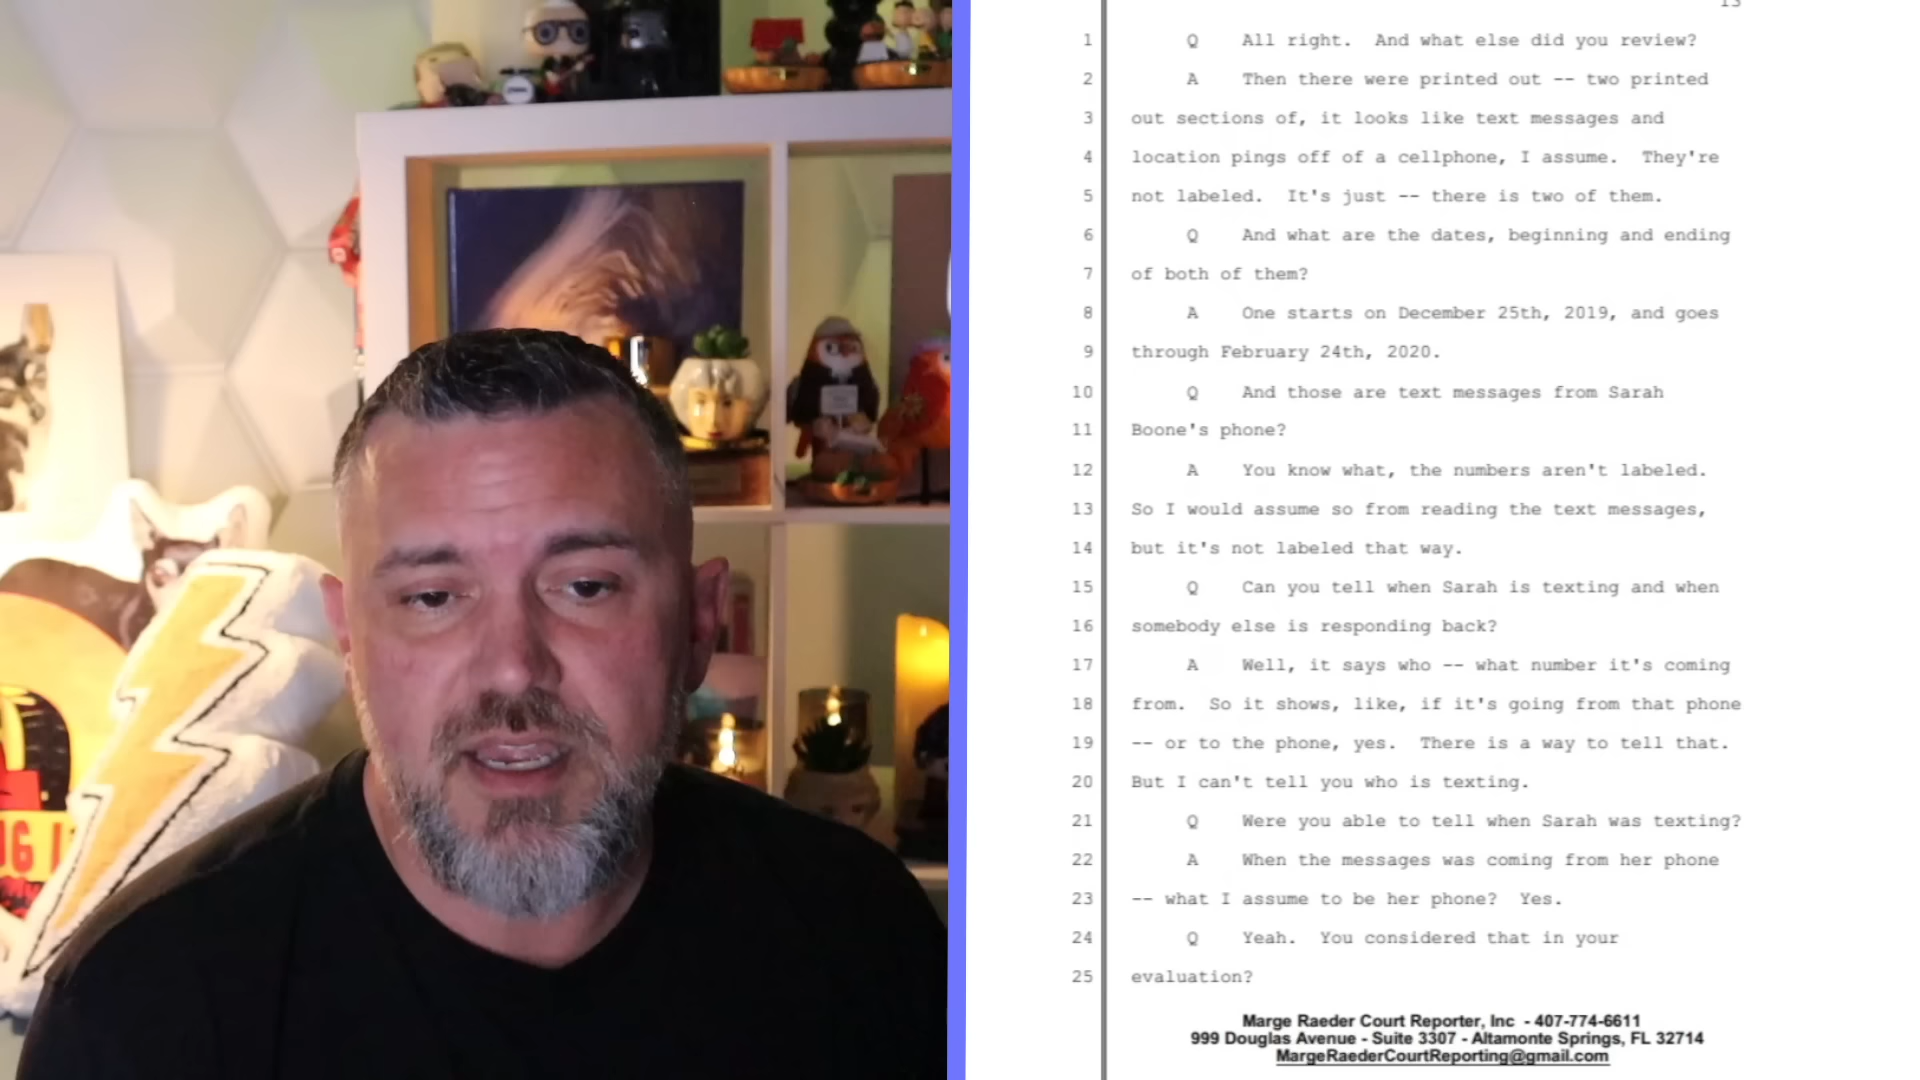 13
1 Q All right. And what else did you review?
2 A Then there were printed out -- two printed
3 out sections of, it looks like text messages and
4 location pings off of a cellphone, I assume. They're
5 not labeled. It's just -- there is two of them.
6 Q And what are the dates, beginning and ending
7 of both of them?
8 A One starts on December 25th, 2019, and goes
9 through February 24th, 2020.
10 Q And those are text messages from Sarah
11 Boone's phone?
12 A You know what, the numbers aren't labeled.
13 So I would assume so from reading the text messages,
14 but it's not labeled that way.
15 Q Can you tell when Sarah is texting and when
16 somebody else is responding back?
17 A Well, it says who -- what number it's coming
18 from. So it shows, like, if it's going from that phone
19 -- or to the phone, yes. There is a way to tell that.
20 But I can't tell you who is texting.
21 Q Were you able to tell when Sarah was texting?
22 A When the messages was coming from her phone
23 -- what I assume to be her phone? Yes.
24 Q Yeah. You considered that in your
25 evaluation?
Marge Raeder Court Reporter, Inc - 407-774-6611
999 Douglas Avenue - Suite 3307 - Altamonte Springs, FL 32714
MargeRaederCourtReporting@gmail.com